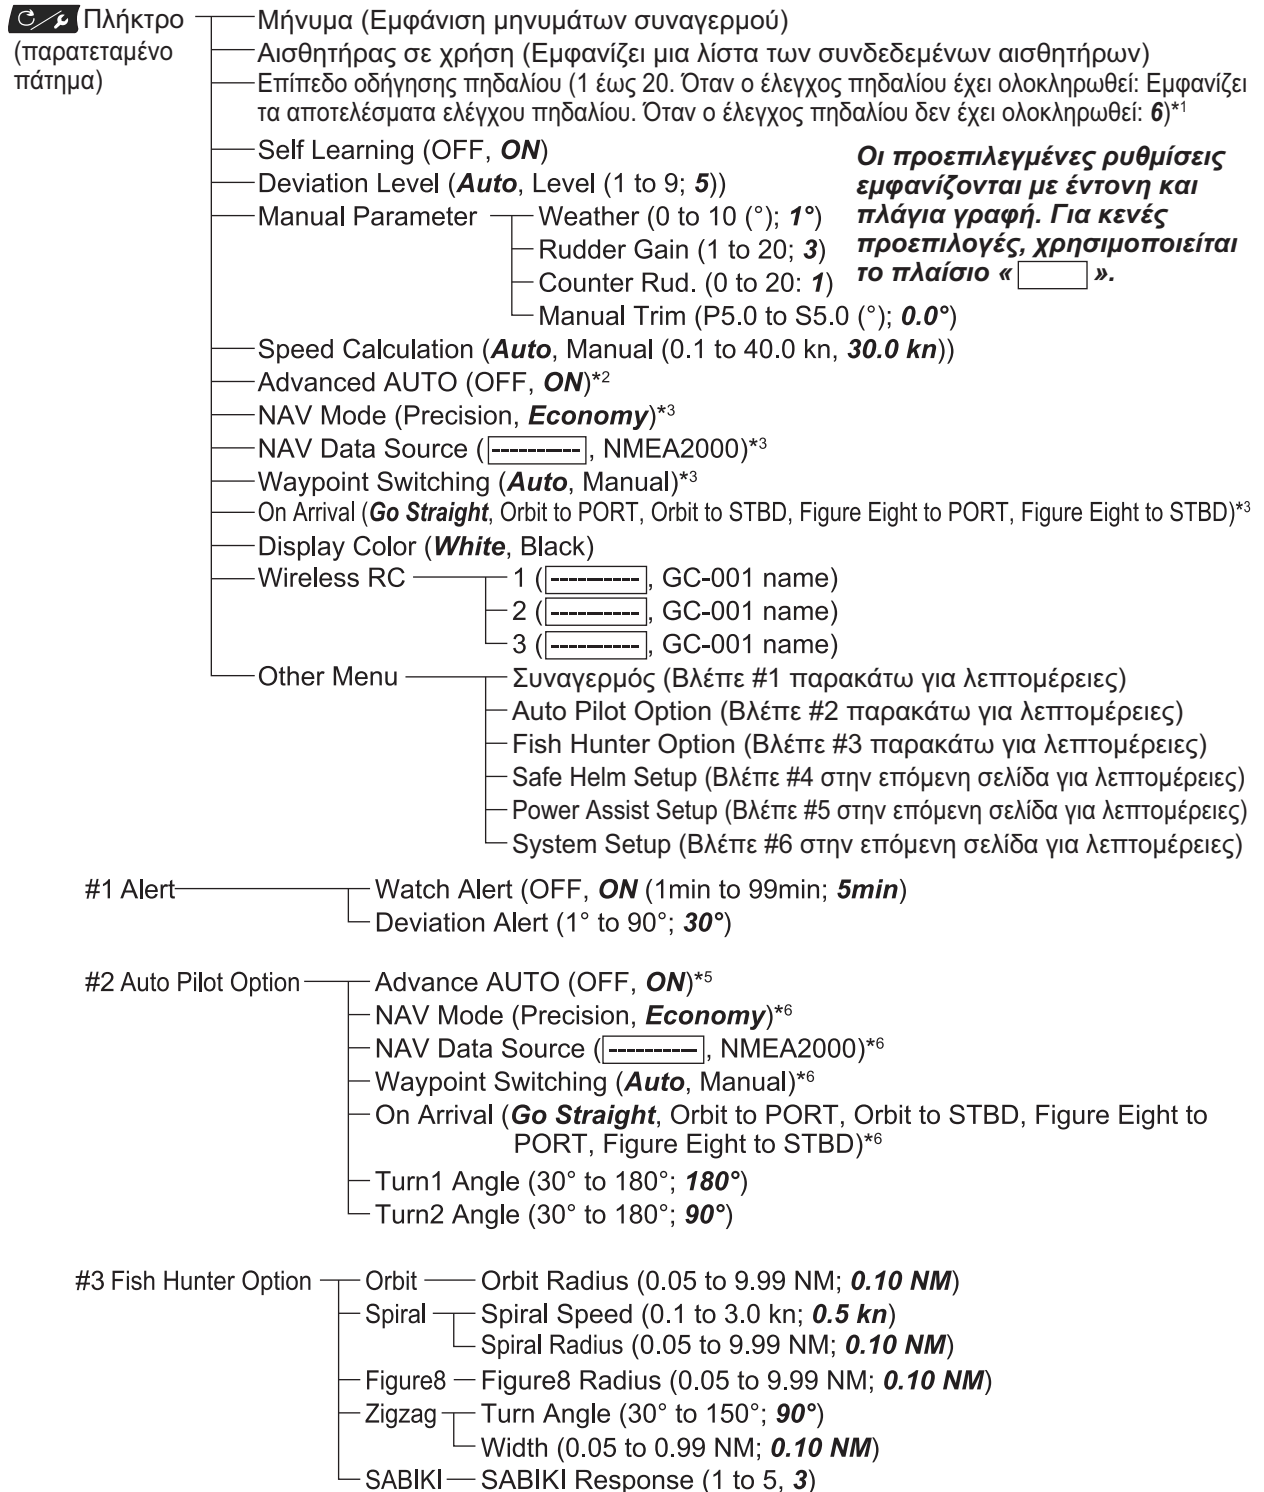 Πλήκτρο
(παρατεταμένο
πάτημα)
Μήνυμα (Εμφάνιση μηνυμάτων συναγερμού)
Αισθητήρας σε χρήση (Εμφανίζει μια λίστα των συνδεδεμένων αισθητήρων)
Επίπεδο οδήγησης πηδαλίου (1 έως 20. Όταν ο έλεγχος πηδαλίου έχει ολοκληρωθεί: Εμφανίζει
τα αποτελέσματα ελέγχου πηδαλίου. Όταν ο έλεγχος πηδαλίου δεν έχει ολοκληρωθεί: 6)*1
Self Learning (OFF, ON)
Deviation Level (Auto, Level (1 to 9; 5))
Manual Parameter
Weather (0 to 10 (°); 1°)
Rudder Gain (1 to 20; 3)
Counter Rud. (0 to 20: 1)
Manual Trim (P5.0 to S5.0 (°); 0.0°)
Οι προεπιλεγμένες ρυθμίσεις
εμφανίζονται με έντονη και
πλάγια γραφή. Για κενές
προεπιλογές, χρησιμοποιείται
το πλαίσιο « ».
Speed Calculation (Auto, Manual (0.1 to 40.0 kn, 30.0 kn))
Advanced AUTO (OFF, ON)*2
NAV Mode (Precision, Economy)*3
NAV Data Source (----------, NMEA2000)*3
Waypoint Switching (Auto, Manual)*3
On Arrival (Go Straight, Orbit to PORT, Orbit to STBD, Figure Eight to PORT, Figure Eight to STBD)*3
Display Color (White, Black)
Wireless RC
1 (----------, GC-001 name)
2 (----------, GC-001 name)
3 (----------, GC-001 name)
Other Menu
Συναγερμός (Βλέπε #1 παρακάτω για λεπτομέρειες)
Auto Pilot Option (Βλέπε #2 παρακάτω για λεπτομέρειες)
Fish Hunter Option (Βλέπε #3 παρακάτω για λεπτομέρειες)
Safe Helm Setup (Βλέπε #4 στην επόμενη σελίδα για λεπτομέρειες)
Power Assist Setup (Βλέπε #5 στην επόμενη σελίδα για λεπτομέρειες)
System Setup (Βλέπε #6 στην επόμενη σελίδα για λεπτομέρειες)
#1 Alert
Watch Alert (OFF, ON (1min to 99min; 5min)
Deviation Alert (1° to 90°; 30°)
#2 Auto Pilot Option
Advance AUTO (OFF, ON)*5
NAV Mode (Precision, Economy)*6
NAV Data Source (----------, NMEA2000)*6
Waypoint Switching (Auto, Manual)*6
On Arrival (Go Straight, Orbit to PORT, Orbit to STBD, Figure Eight to
PORT, Figure Eight to STBD)*6
Turn1 Angle (30° to 180°; 180°)
Turn2 Angle (30° to 180°; 90°)
#3 Fish Hunter Option
Orbit
Orbit Radius (0.05 to 9.99 NM; 0.10 NM)
Spiral
Spiral Speed (0.1 to 3.0 kn; 0.5 kn)
Spiral Radius (0.05 to 9.99 NM; 0.10 NM)
Figure8
Figure8 Radius (0.05 to 9.99 NM; 0.10 NM)
Zigzag
Turn Angle (30° to 150°; 90°)
Width (0.05 to 0.99 NM; 0.10 NM)
SABIKI
SABIKI Response (1 to 5, 3)